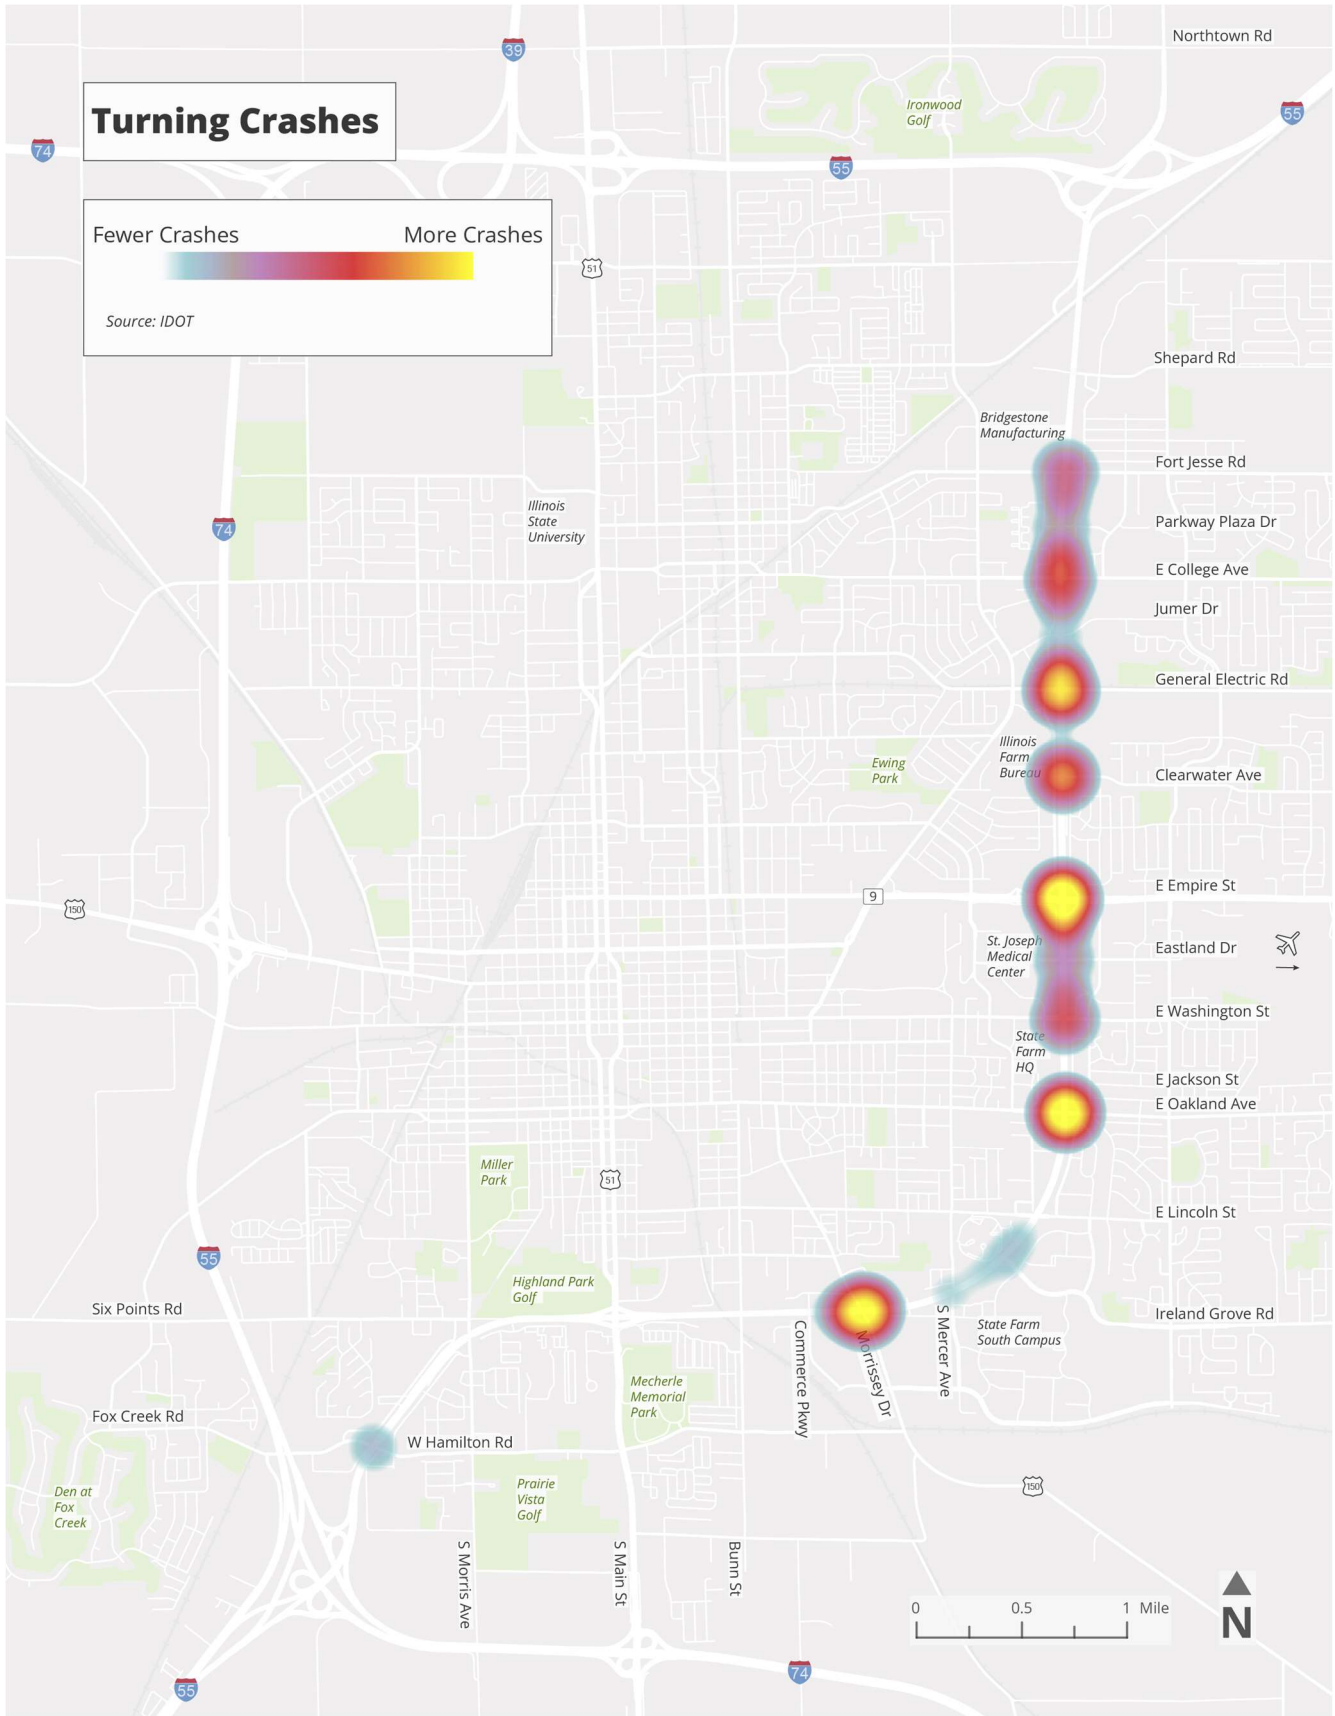 Northtown Rd
39
Ironwood
Golf
55
Turning Crashes
74
55
Fewer Crashes
More Crashes
51
Source: IDOT
Shepard Rd
Bridgestone
Manufacturing
Fort Jesse Rd
Illinois
State
University
74
Parkway Plaza Dr
E College Ave
Jumer Dr
General Electric Rd
Illinois
Farm
Bureau
Ewing
Park
Clearwater Ave
E Empire St
9
150
St. Joseph
Medical
Center
Eastland Dr
E Washington St
State
Farm
HQ
E Jackson St
E Oakland Ave
Miller
Park
51
E Lincoln St
55
Highland Park
Golf
Six Points Rd
Ireland Grove Rd
State Farm
South Campus
S Mercer Ave
Commerce Pkwy
Morrissey Dr
Mecherle
Memorial
Park
Fox Creek Rd
W Hamilton Rd
Den at
Fox
Creek
Prairie
Vista
Golf
150
S Morris Ave
S Main St
Bunn St
0
0.5
1 Mile
N
74
55